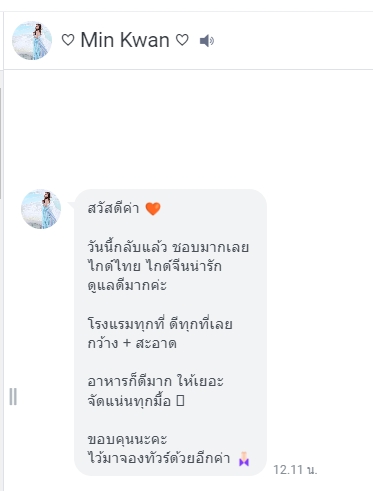 ♡ Min Kwan ♡
สวัสดีค่า 🧡
วันนี้กลับแล้ว ชอบมากเลย
ไกด์ไทย ไกด์จีนน่ารัก
ดูแลดีมากค่ะ
โรงแรมทุกที่ ดีทุกที่เลย
กว้าง + สะอาด
อาหารก็ดีมาก ให้เยอะ
จัดแน่นทุกมื้อ
ขอบคุณนะคะ
ไว้มาจองทัวร์ด้วยอีกค่า
12.11 น.